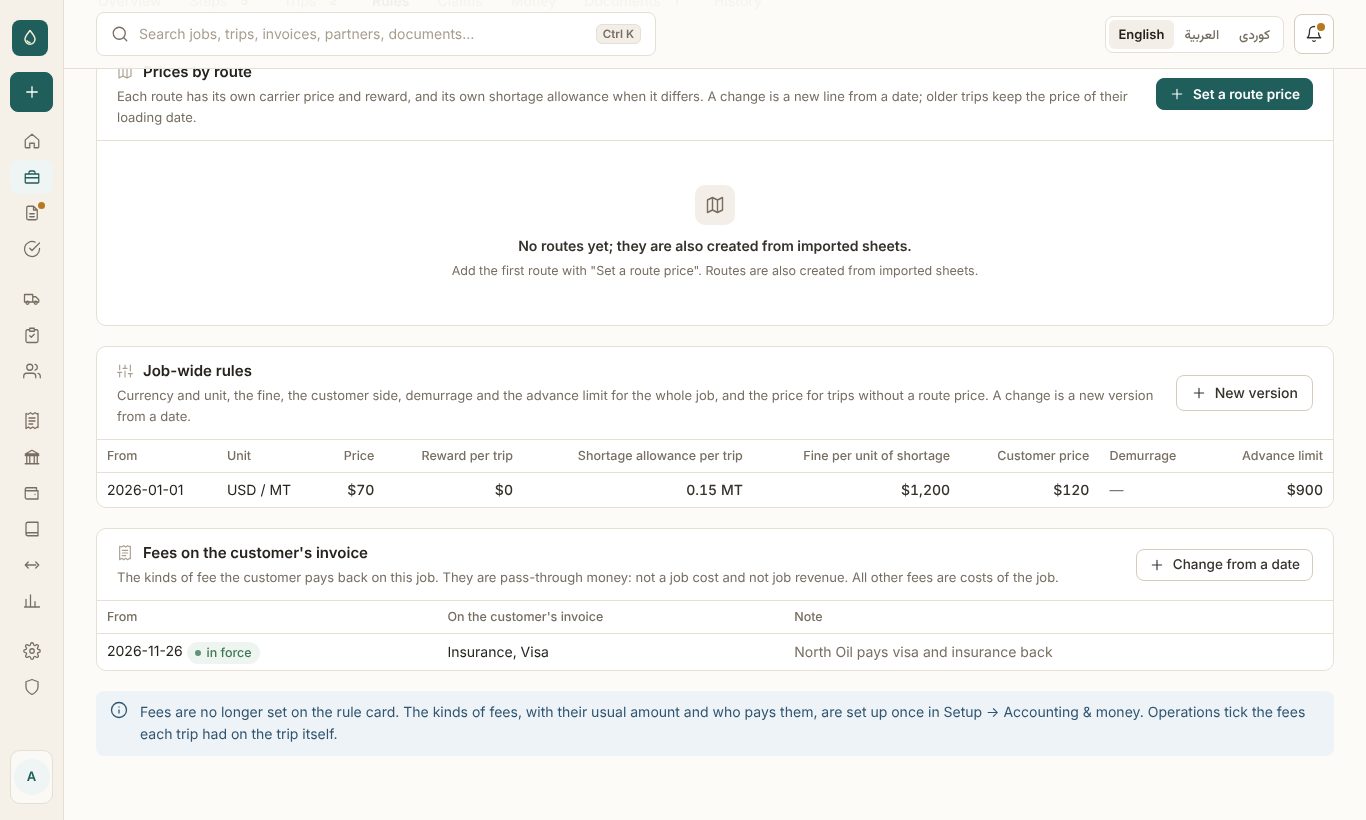 Overview Steps Trips 2 Rules Claims Money Documents 1 History
Search jobs, trips, invoices, partners, documents...
Ctrl K
English
العربية
کوردی
Prices by route
Each route has its own carrier price and reward, and its own shortage allowance when it differs. A change is a new line from a date; older trips keep the price of their
loading date.
Set a route price
No routes yet; they are also created from imported sheets.
Add the first route with "Set a route price". Routes are also created from imported sheets.
Job-wide rules
Currency and unit, the fine, the customer side, demurrage and the advance limit for the whole job, and the price for trips without a route price. A change is a new version
from a date.
New version
From Unit Price Reward per trip Shortage allowance per trip Fine per unit of shortage Customer price Demurrage Advance limit
2026-01-01 USD / MT $70 $0 0.15 MT $1,200 $120 — $900
Fees on the customer's invoice
The kinds of fee the customer pays back on this job. They are pass-through money: not a job cost and not job revenue. All other fees are costs of the job.
Change from a date
From On the customer's invoice Note
2026-11-26 in force Insurance, Visa North Oil pays visa and insurance back
Fees are no longer set on the rule card. The kinds of fees, with their usual amount and who pays them, are set up once in Setup → Accounting & money. Operations tick the fees
each trip had on the trip itself.
A